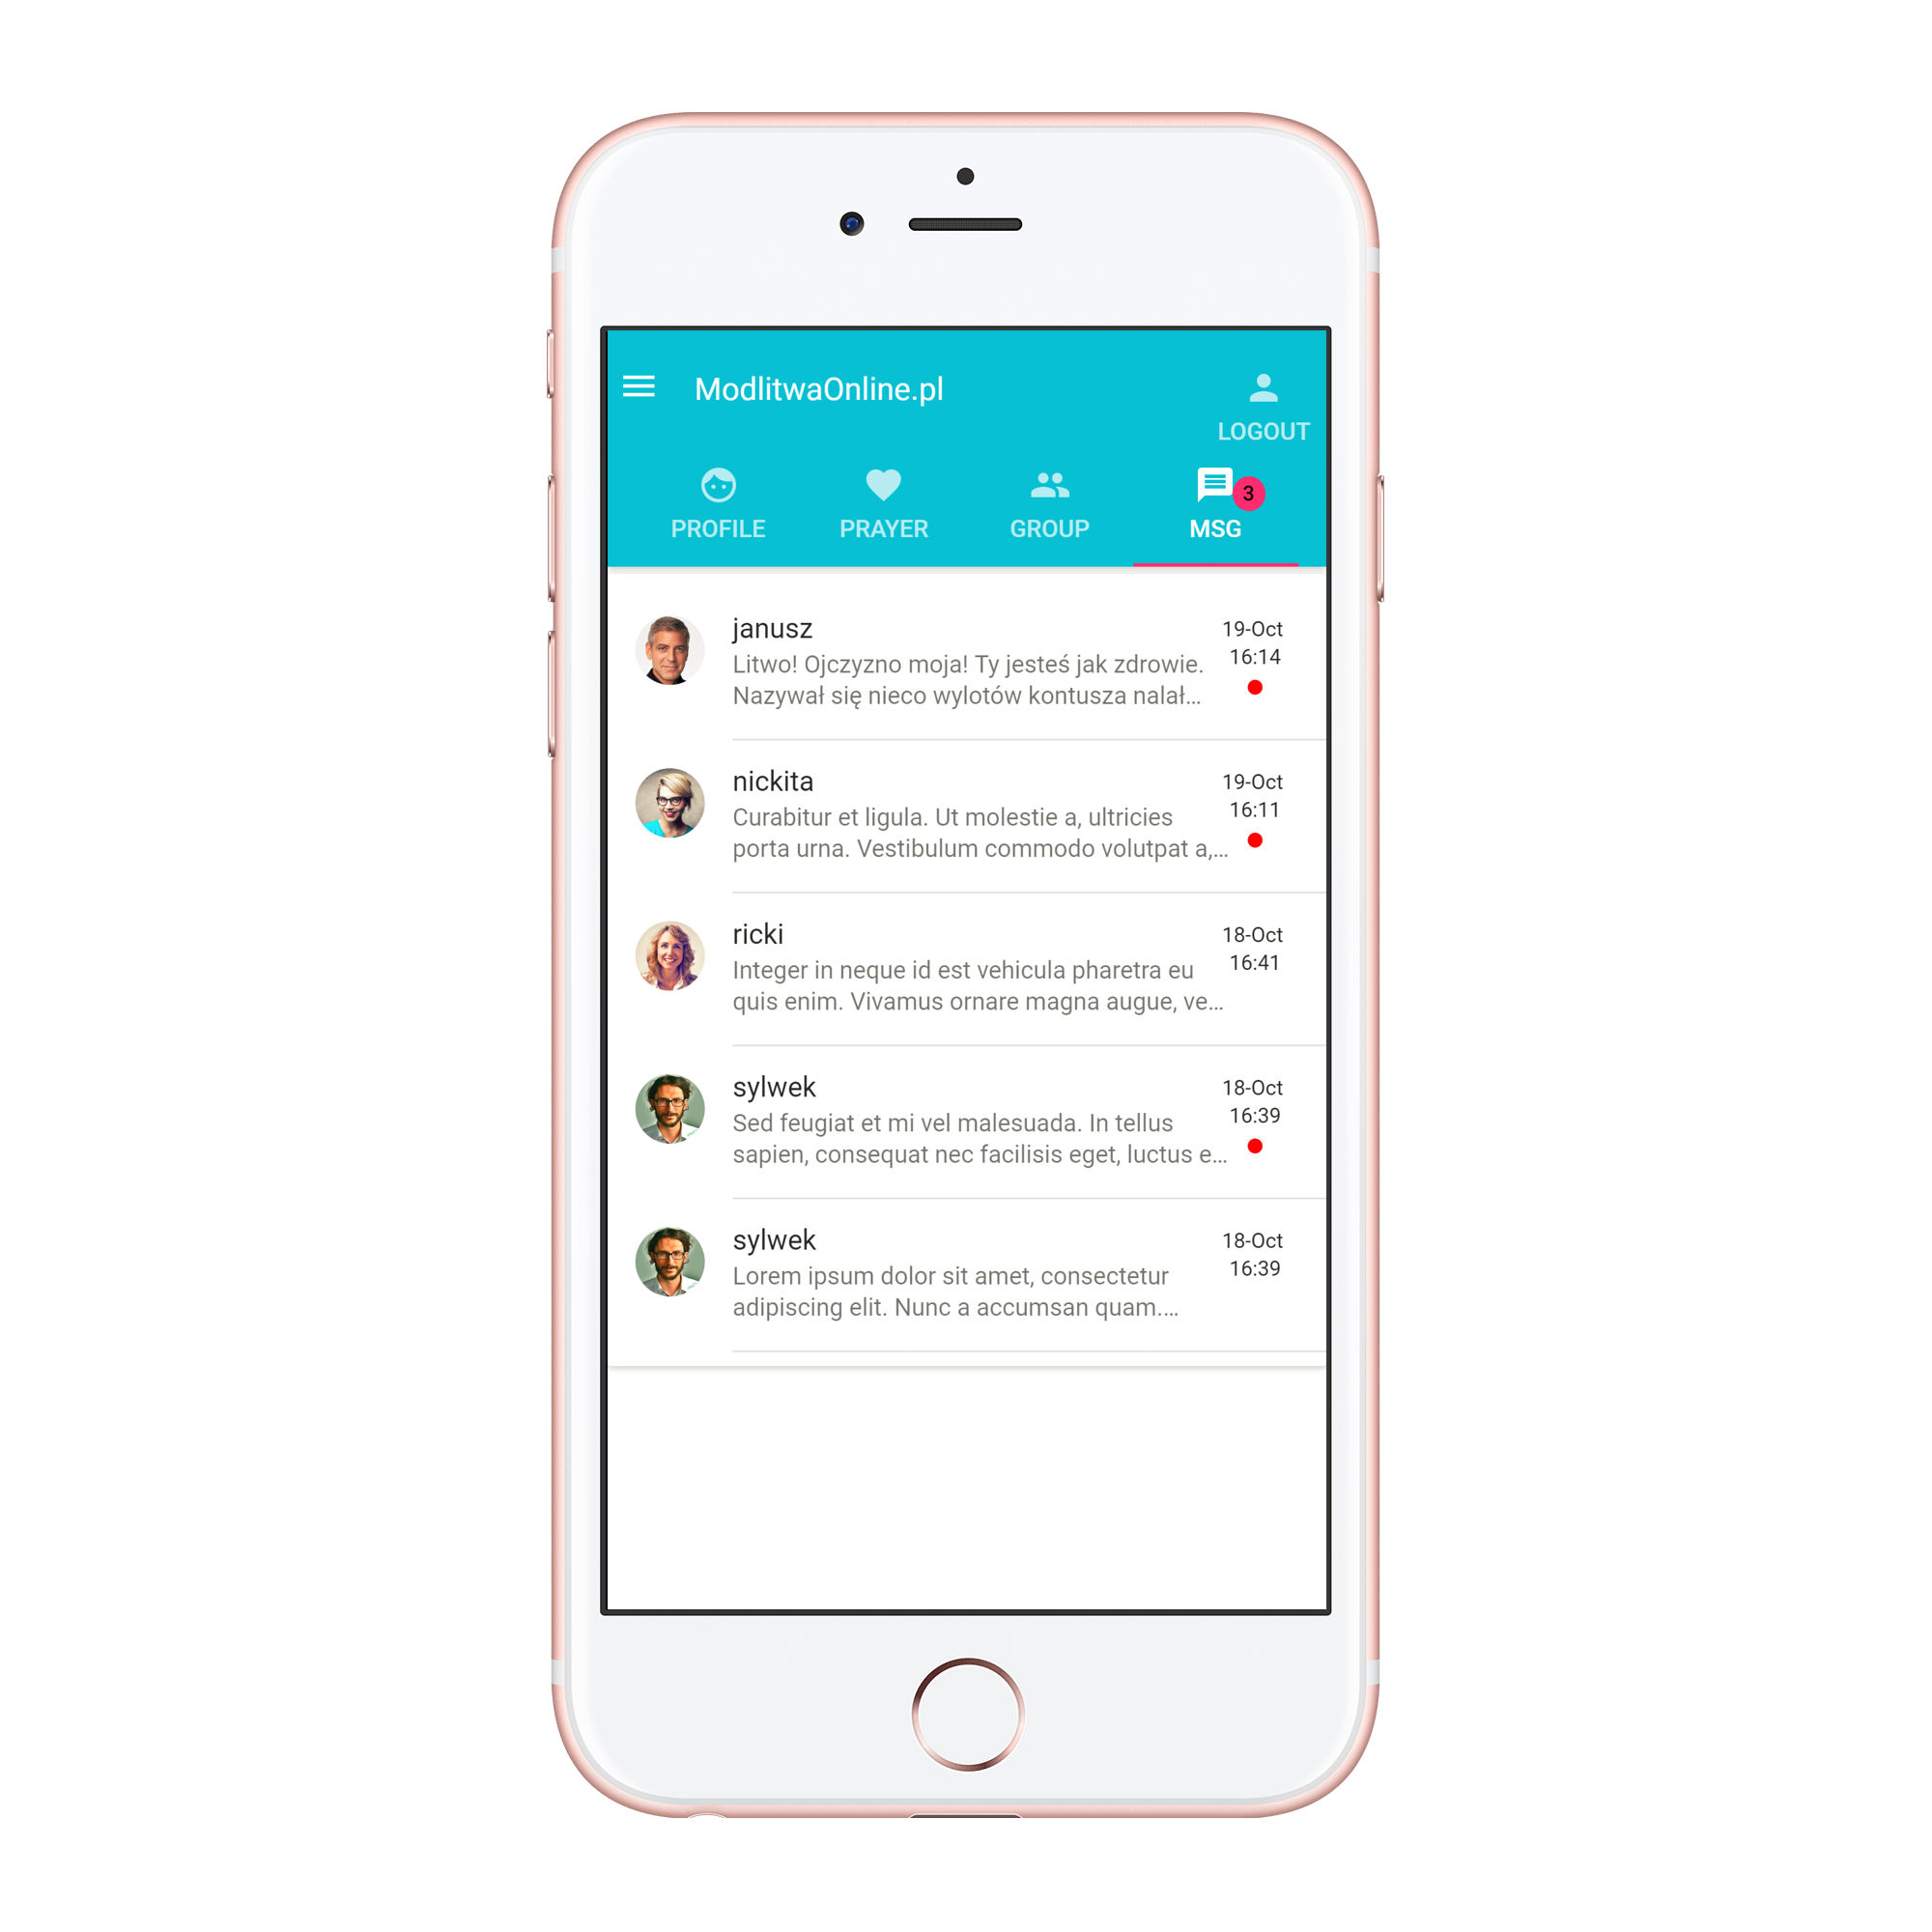 ModlitwaOnline.pl
LOGOUT
PROFILE
PRAYER
GROUP
MSG
3
janusz
19-Oct
Litwo! Ojczyzno moja! Ty jesteś jak zdrowie.
16:14
Nazywał się nieco wylotów kontusza nalał...
nickita
19-Oct
Curabitur et ligula. Ut molestie a, ultricies
16:11
porta urna. Vestibulum commodo volutpat a,...
ricki
18-Oct
Integer in neque id est vehicula pharetra eu
16:41
quis enim. Vivamus ornare magna augue, ve...
sylwek
18-Oct
Sed feugiat et mi vel malesuada. In tellus
16:39
sapien, consequat nec facilisis eget, luctus e...
sylwek
18-Oct
Lorem ipsum dolor sit amet, consectetur
16:39
adipiscing elit. Nunc a accumsan quam....